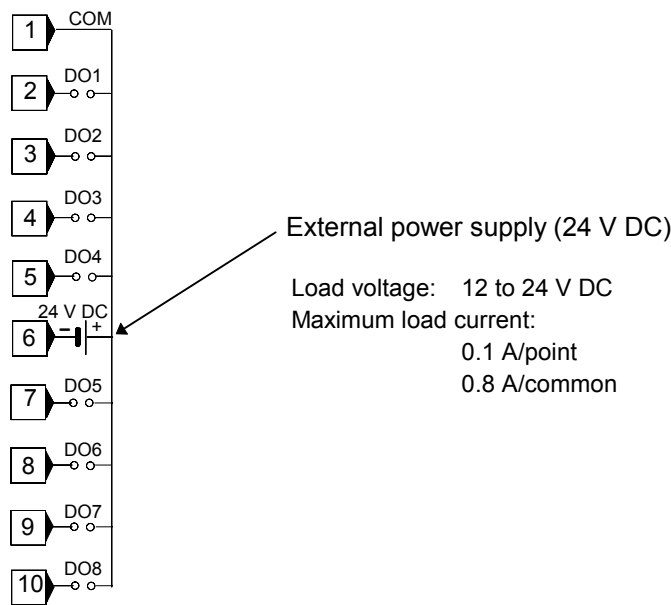 1 COM
2 DO1
3 DO2
4 DO3
External power supply (24 V DC)
5 DO4
Load voltage: 12 to 24 V DC
24 V DC
Maximum load current:
6 − +
0.1 A/point
0.8 A/common
7 DO5
8 DO6
9 DO7
10 DO8